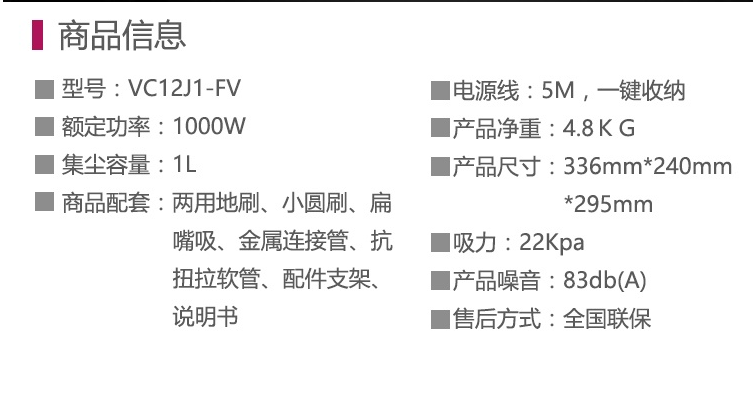 商品信息
型号：VC12J1-FV
额定功率：1000W
集尘容量：1L
商品配套：两用地刷、小圆刷、扁
嘴吸、金属连接管、抗
扭拉软管、配件支架、
说明书
电源线：5M，一键收纳
产品净重：4.8KG
产品尺寸：336mm*240mm
*295mm
吸力：22Kpa
产品噪音：83db(A)
售后方式：全国联保